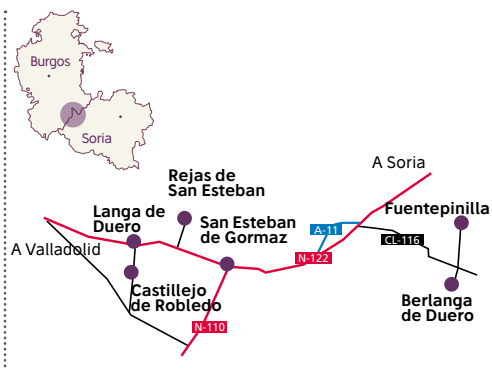 Burgos
Soria
Rejas de
San Esteban
A Soria
Langa de
Duero
San Esteban
de Gormaz
Fuentepinilla
A-11
CL-116
A Valladolid
N-122
Castillejo
de Robledo
Berlanga
de Duero
N-110